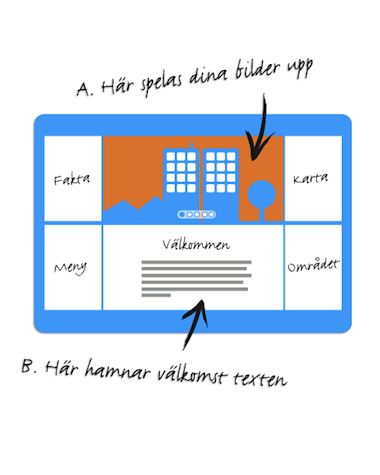 A. Här spelas dina bilder upp
Fakta
Karta
Välkommen
Meny
Området
B. Här hamnar välkomst texten